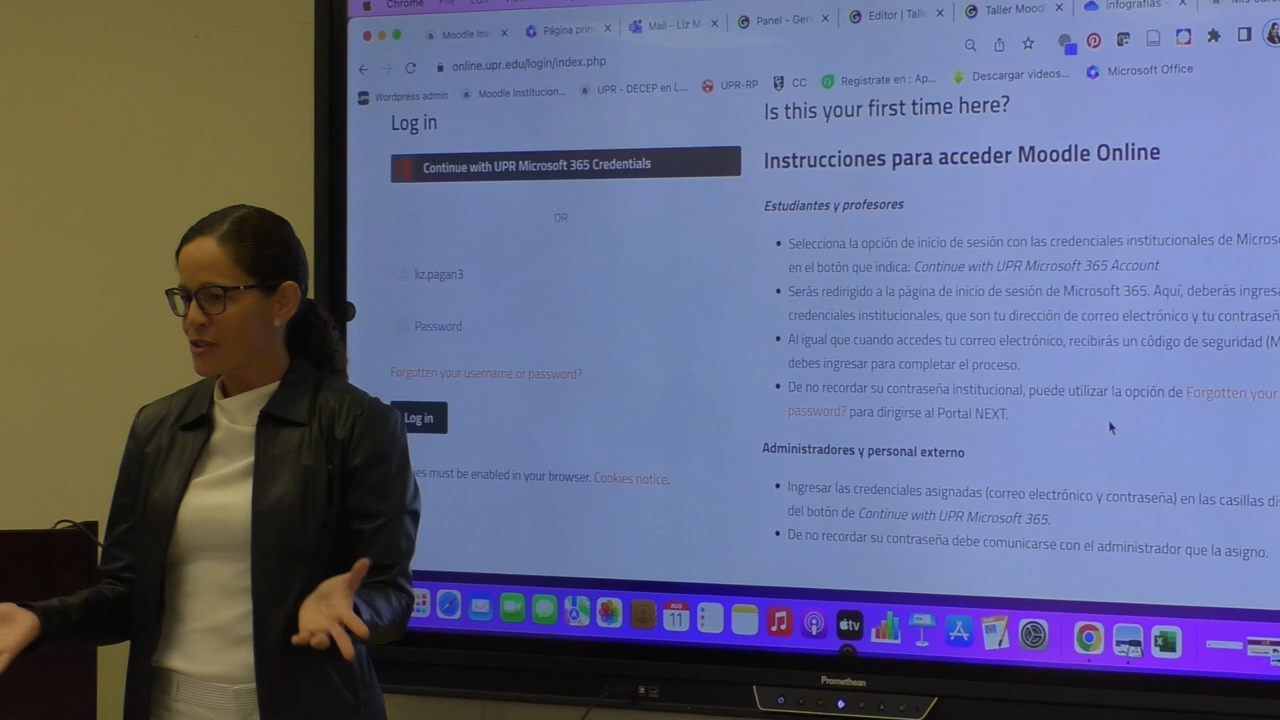 Chrome File Edit
Moodle Ins
Página prin
Mail - Liz M
Panel - Gen
Editor | Talle
Taller Mood
Infografías -
online.upr.edu/login/index.php
Wordpress admin
Moodle Institucion...
UPR - DECEP en L...
UPR-RP
CC
Registrate en : Ap...
Descargar videos...
Microsoft Office
Log in
Continue with UPR Microsoft 365 Credentials
OR
liz.pagan3
Password
Forgotten your username or password?
Log in
es must be enabled in your browser. Cookies notice.
Is this your first time here?
Instrucciones para acceder Moodle Online
Estudiantes y profesores
Selecciona la opción de inicio de sesión con las credenciales institucionales de Micros
en el botón que indica: Continue with UPR Microsoft 365 Account
Serás redirigido a la página de inicio de sesión de Microsoft 365. Aquí, deberás ingresa
credenciales institucionales, que son tu dirección de correo electrónico y tu contraseñ
Al igual que cuando accedes tu correo electrónico, recibirás un código de seguridad (M
debes ingresar para completar el proceso.
De no recordar su contraseña institucional, puede utilizar la opción de Forgotten your
password? para dirigirse al Portal NEXT.
Administradores y personal externo
Ingresar las credenciales asignadas (correo electrónico y contraseña) en las casillas di
del botón de Continue with UPR Microsoft 365.
De no recordar su contraseña debe comunicarse con el administrador que la asigno.
AUG
11
tv
Promethean